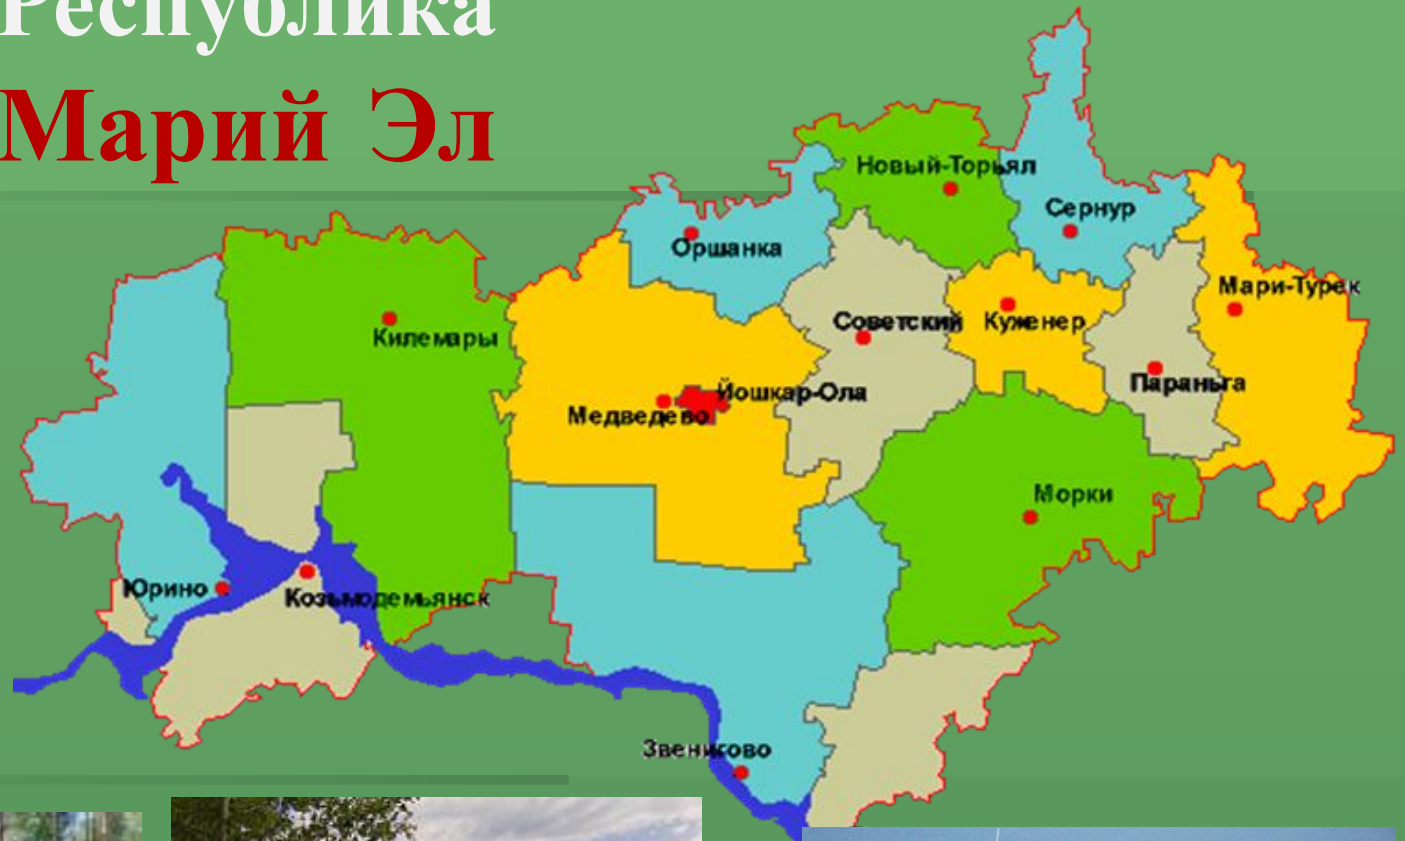 Республика
Марий Эл
Новый-Торьял
Сернур
Оршанка
Мари-Турек
Советский
Куженер
Килемары
Параньга
Йошкар-Ола
Медведево
Морки
Юрино
Козьмодемьянск
Звенигово